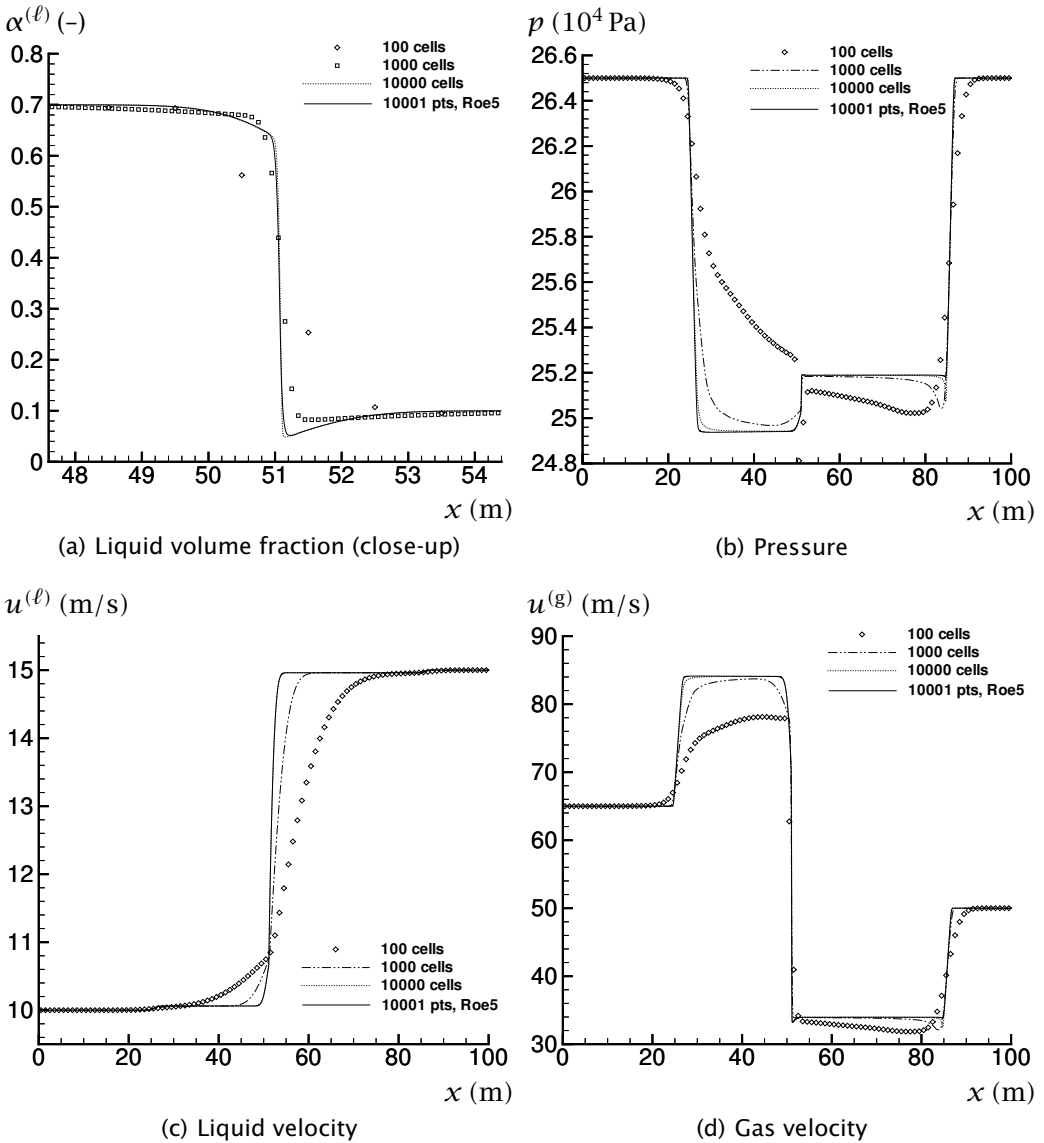 α^(ℓ) (–)
0.8
0.7
0.6
0.5
0.4
0.3
0.2
0.1
0
100 cells
1000 cells
10000 cells
10001 pts, Roe5
48 49 50 51 52 53 54
x (m)
(a) Liquid volume fraction (close-up)
p (10^4 Pa)
26.6
26.4
26.2
26
25.8
25.6
25.4
25.2
25
24.8
100 cells
1000 cells
10000 cells
10001 pts, Roe5
0 20 40 60 80 100
x (m)
(b) Pressure
u^(ℓ) (m/s)
15
14
13
12
11
10
100 cells
1000 cells
10000 cells
10001 pts, Roe5
0 20 40 60 80 100
x (m)
(c) Liquid velocity
u^(g) (m/s)
90
80
70
60
50
40
30
100 cells
1000 cells
10000 cells
10001 pts, Roe5
0 20 40 60 80 100
x (m)
(d) Gas velocity